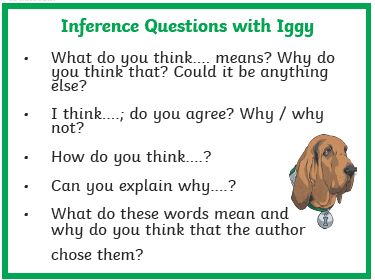 Inference Questions with Iggy
• What do you think.... means? Why do
you think that? Could it be anything
else?
• I think....; do you agree? Why / why
not?
• How do you think....?
• Can you explain why....?
• What do these words mean and
why do you think that the author
chose them?
I